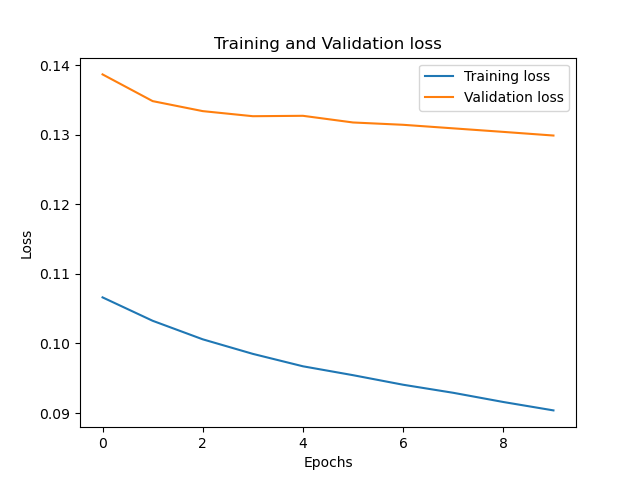 Training and Validation loss
Training loss
Validation loss
0.14
0.13
0.12
0.11
0.10
0.09
Loss
0 2 4 6 8
Epochs